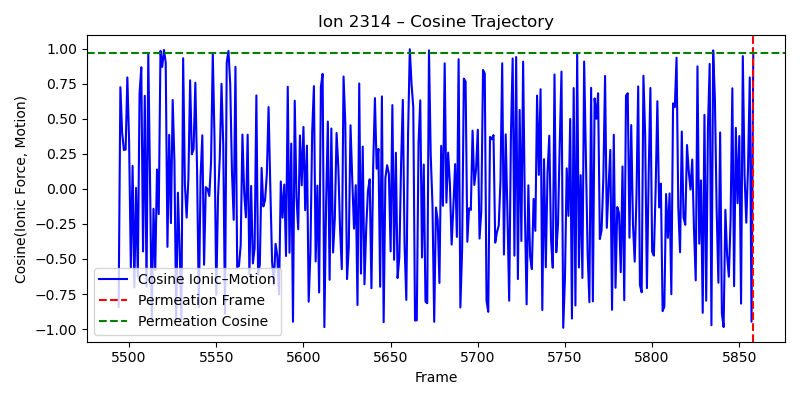 Ion 2314 – Cosine Trajectory
Cosine(Ionic Force, Motion)
1.00
0.75
0.50
0.25
0.00
−0.25
−0.50
−0.75
−1.00
Cosine Ionic–Motion
Permeation Frame
Permeation Cosine
5500 5550 5600 5650 5700 5750 5800 5850
Frame